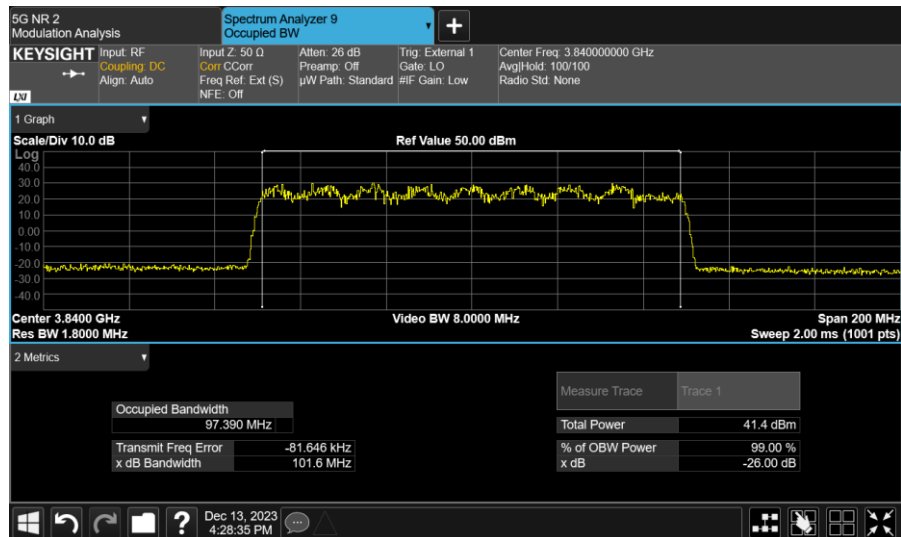 5G NR 2
Modulation Analysis
Spectrum Analyzer 9
Occupied BW
+
KEYSIGHT
LXI
Input: RF
Coupling: DC
Align: Auto
Input Z: 50 Ω
Corr CCorr
Freq Ref: Ext (S)
NFE: Off
Atten: 26 dB
Preamp: Off
µW Path: Standard
Trig: External 1
Gate: LO
#IF Gain: Low
Center Freq: 3.840000000 GHz
Avg|Hold: 100/100
Radio Std: None
1 Graph
Scale/Div 10.0 dB
Ref Value 50.00 dBm
Log
40.0
30.0
20.0
10.0
0.00
-10.0
-20.0
-30.0
-40.0
Center 3.8400 GHz
Video BW 8.0000 MHz
Span 200 MHz
Res BW 1.8000 MHz
Sweep 2.00 ms (1001 pts)
2 Metrics
Measure Trace Trace 1
Occupied Bandwidth
97.390 MHz
Total Power 41.4 dBm
Transmit Freq Error -81.646 kHz
% of OBW Power 99.00 %
x dB Bandwidth 101.6 MHz
x dB -26.00 dB
?
Dec 13, 2023
4:28:35 PM